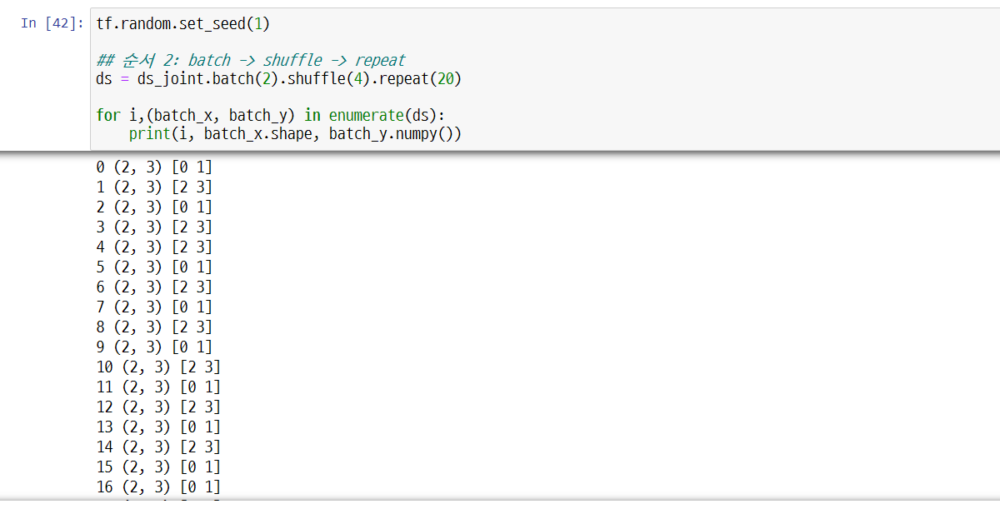 In [42]: tf.random.set_seed(1)
## 순서 2: batch -> shuffle -> repeat
ds = ds_joint.batch(2).shuffle(4).repeat(20)
for i,(batch_x, batch_y) in enumerate(ds):
    print(i, batch_x.shape, batch_y.numpy())
0 (2, 3) [0 1]
1 (2, 3) [2 3]
2 (2, 3) [0 1]
3 (2, 3) [2 3]
4 (2, 3) [2 3]
5 (2, 3) [0 1]
6 (2, 3) [2 3]
7 (2, 3) [0 1]
8 (2, 3) [2 3]
9 (2, 3) [0 1]
10 (2, 3) [2 3]
11 (2, 3) [0 1]
12 (2, 3) [2 3]
13 (2, 3) [0 1]
14 (2, 3) [2 3]
15 (2, 3) [0 1]
16 (2, 3) [0 1]